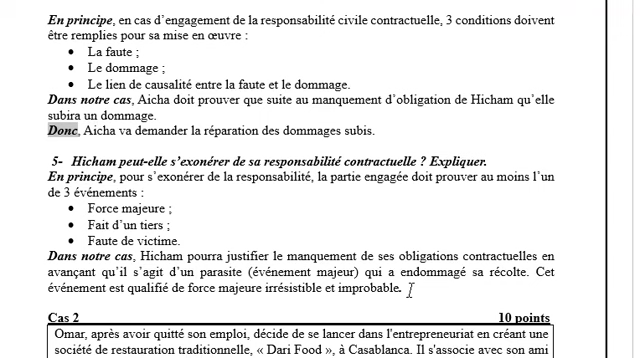 En principe, en cas d'engagement de la responsabilité civile contractuelle, 3 conditions doivent
être remplies pour sa mise en œuvre :
• La faute ;
• Le dommage ;
• Le lien de causalité entre la faute et le dommage.
Dans notre cas, Aicha doit prouver que suite au manquement d'obligation de Hicham qu'elle
subira un dommage.
Donc, Aicha va demander la réparation des dommages subis.
5- Hicham peut-elle s'exonérer de sa responsabilité contractuelle ? Expliquer.
En principe, pour s'exonérer de la responsabilité, la partie engagée doit prouver au moins l'un
de 3 événements :
• Force majeure ;
• Fait d'un tiers ;
• Faute de victime.
Dans notre cas, Hicham pourra justifier le manquement de ses obligations contractuelles en
avançant qu'il s'agit d'un parasite (événement majeur) qui a endommagé sa récolte. Cet
événement est qualifié de force majeure irrésistible et improbable.
Cas 2 10 points
Omar, après avoir quitté son emploi, décide de se lancer dans l'entrepreneuriat en créant une
société de restauration traditionnelle, « Dari Food », à Casablanca. Il s'associe avec son ami